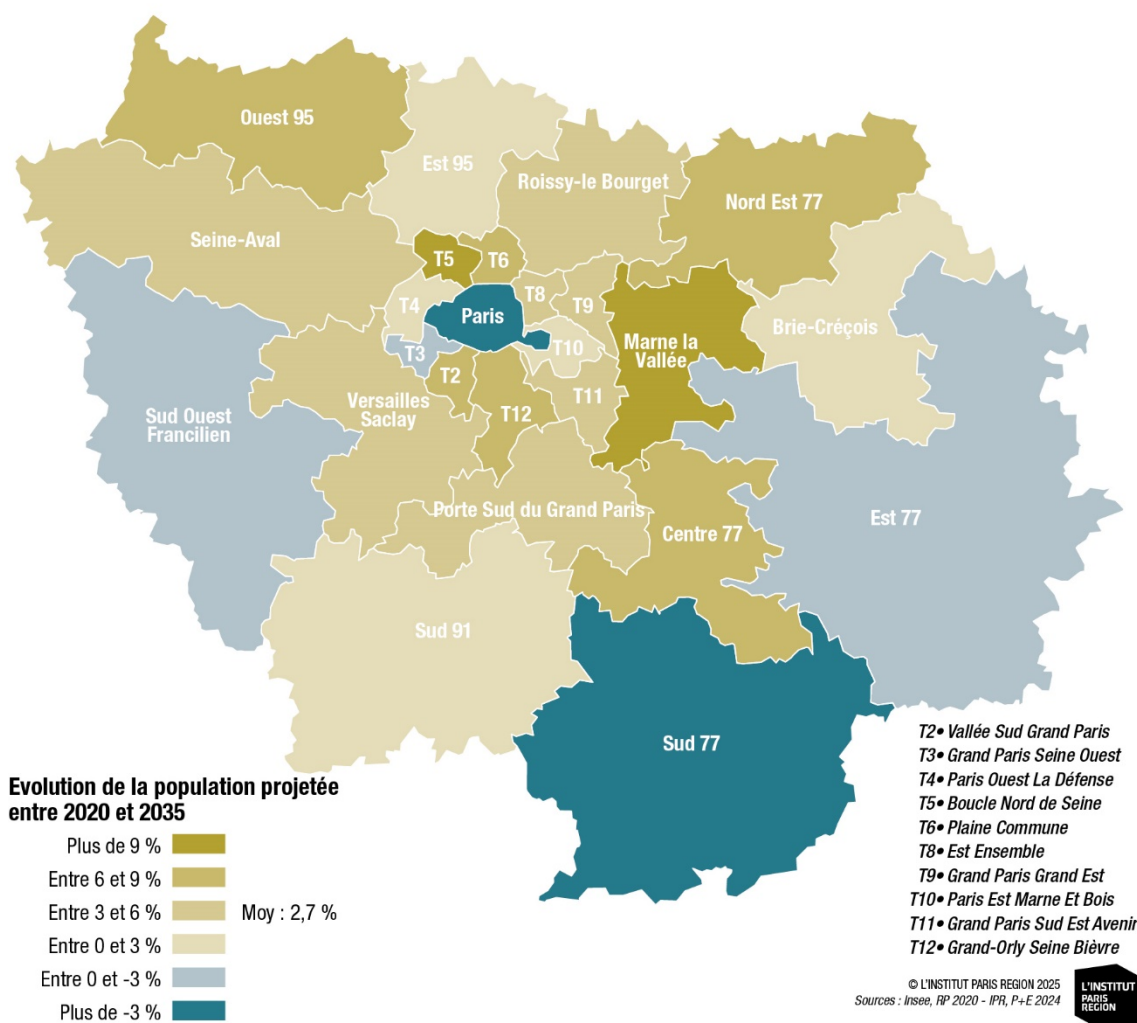 Ouest 95
Est 95
Roissy-le Bourget
Nord Est 77
Seine-Aval
T5
T6
T4
Paris
T8
T9
Brie-Créçois
T3
T10
Marne la
Vallée
T2
Versailles
Saclay
T11
T12
Sud Ouest
Francilien
Porte Sud du Grand Paris
Est 77
Centre 77
Sud 91
Sud 77
Evolution de la population projetée
entre 2020 et 2035
Plus de 9 %
Entre 6 et 9 %
Entre 3 et 6 % Moy : 2,7 %
Entre 0 et 3 %
Entre 0 et -3 %
Plus de -3 %
T2• Vallée Sud Grand Paris
T3• Grand Paris Seine Ouest
T4• Paris Ouest La Défense
T5• Boucle Nord de Seine
T6• Plaine Commune
T8• Est Ensemble
T9• Grand Paris Grand Est
T10• Paris Est Marne Et Bois
T11• Grand Paris Sud Est Avenir
T12• Grand-Orly Seine Bièvre
© L'INSTITUT PARIS REGION 2025
Sources : Insee, RP 2020 - IPR, P+E 2024
L'INSTITUT
PARIS
REGION